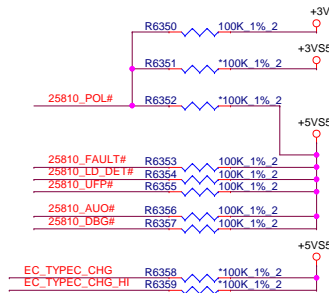 +3V
R6350 100K_1%_2
+3VS5
R6351 *100K_1%_2
25810_POL# R6352 *100K_1%_2
+5VS5
25810_FAULT# R6353 100K_1%_2
25810_LD_DET# R6354 100K_1%_2
25810_UFP# R6355 100K_1%_2
25810_AUO# R6356 100K_1%_2
25810_DBG# R6357 100K_1%_2
+5VS5
EC_TYPEC_CHG R6358 *100K_1%_2
EC_TYPEC_CHG_HI R6359 *100K_1%_2